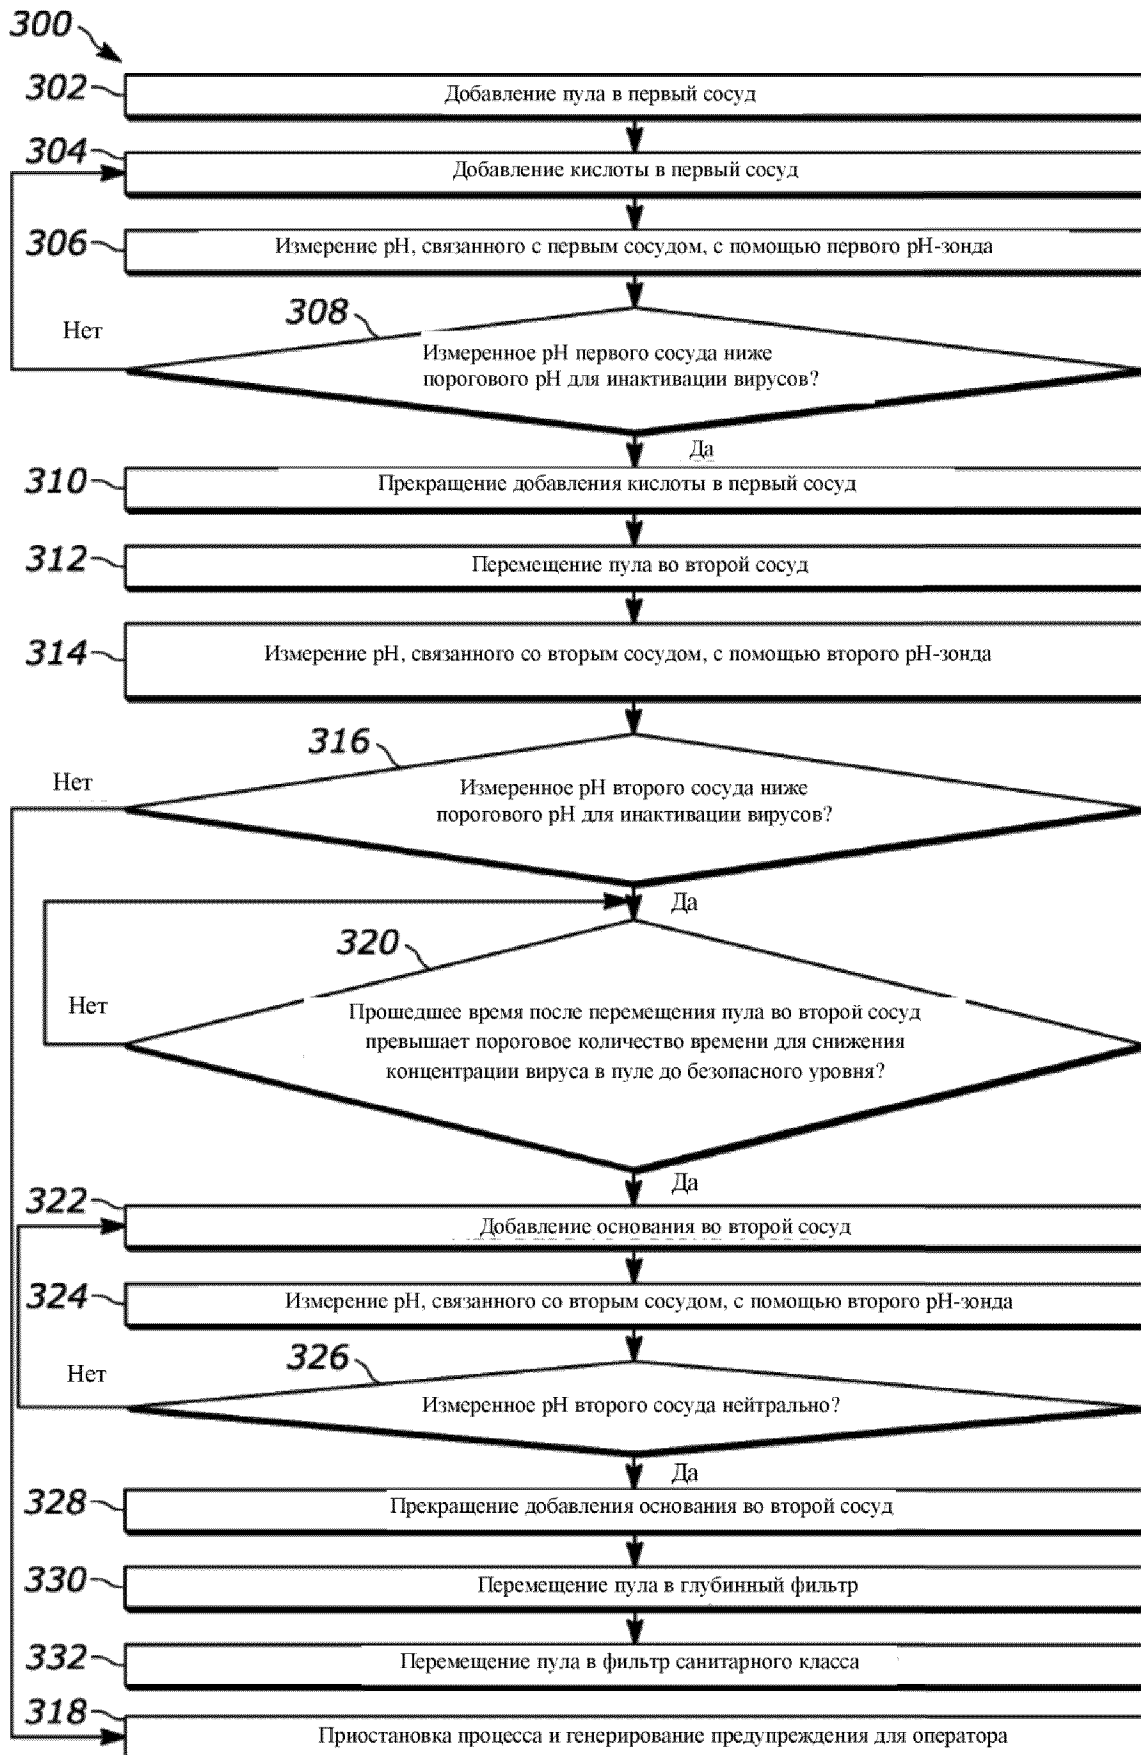 300
302
Добавление пула в первый сосуд
304
Добавление кислоты в первый сосуд
306
Измерение pH, связанного с первым сосудом, с помощью первого pH-зонда
308
Нет
Измеренное pH первого сосуда ниже
порогового pH для инактивации вирусов?
Да
310
Прекращение добавления кислоты в первый сосуд
312
Перемещение пула во второй сосуд
314
Измерение pH, связанного со вторым сосудом, с помощью второго pH-зонда
316
Нет
Измеренное pH второго сосуда ниже
порогового pH для инактивации вирусов?
Да
320
Нет
Прошедшее время после перемещения пула во второй сосуд
превышает пороговое количество времени для снижения
концентрации вируса в пуле до безопасного уровня?
Да
322
Добавление основания во второй сосуд
324
Измерение pH, связанного со вторым сосудом, с помощью второго pH-зонда
326
Нет
Измеренное pH второго сосуда нейтрально?
Да
328
Прекращение добавления основания во второй сосуд
330
Перемещение пула в глубинный фильтр
332
Перемещение пула в фильтр санитарного класса
318
Приостановка процесса и генерирование предупреждения для оператора